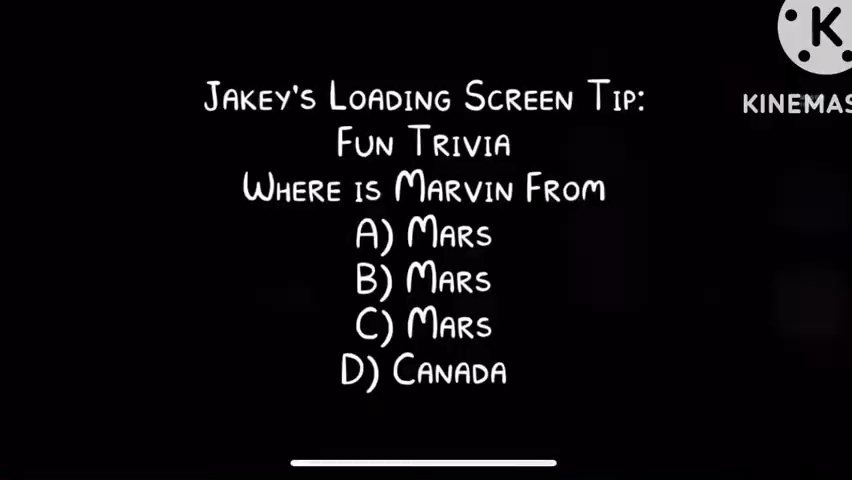 Jakey's Loading Screen Tip:
Fun Trivia
Where is Marvin From
A) Mars
B) Mars
C) Mars
D) Canada
K
KINEMAS